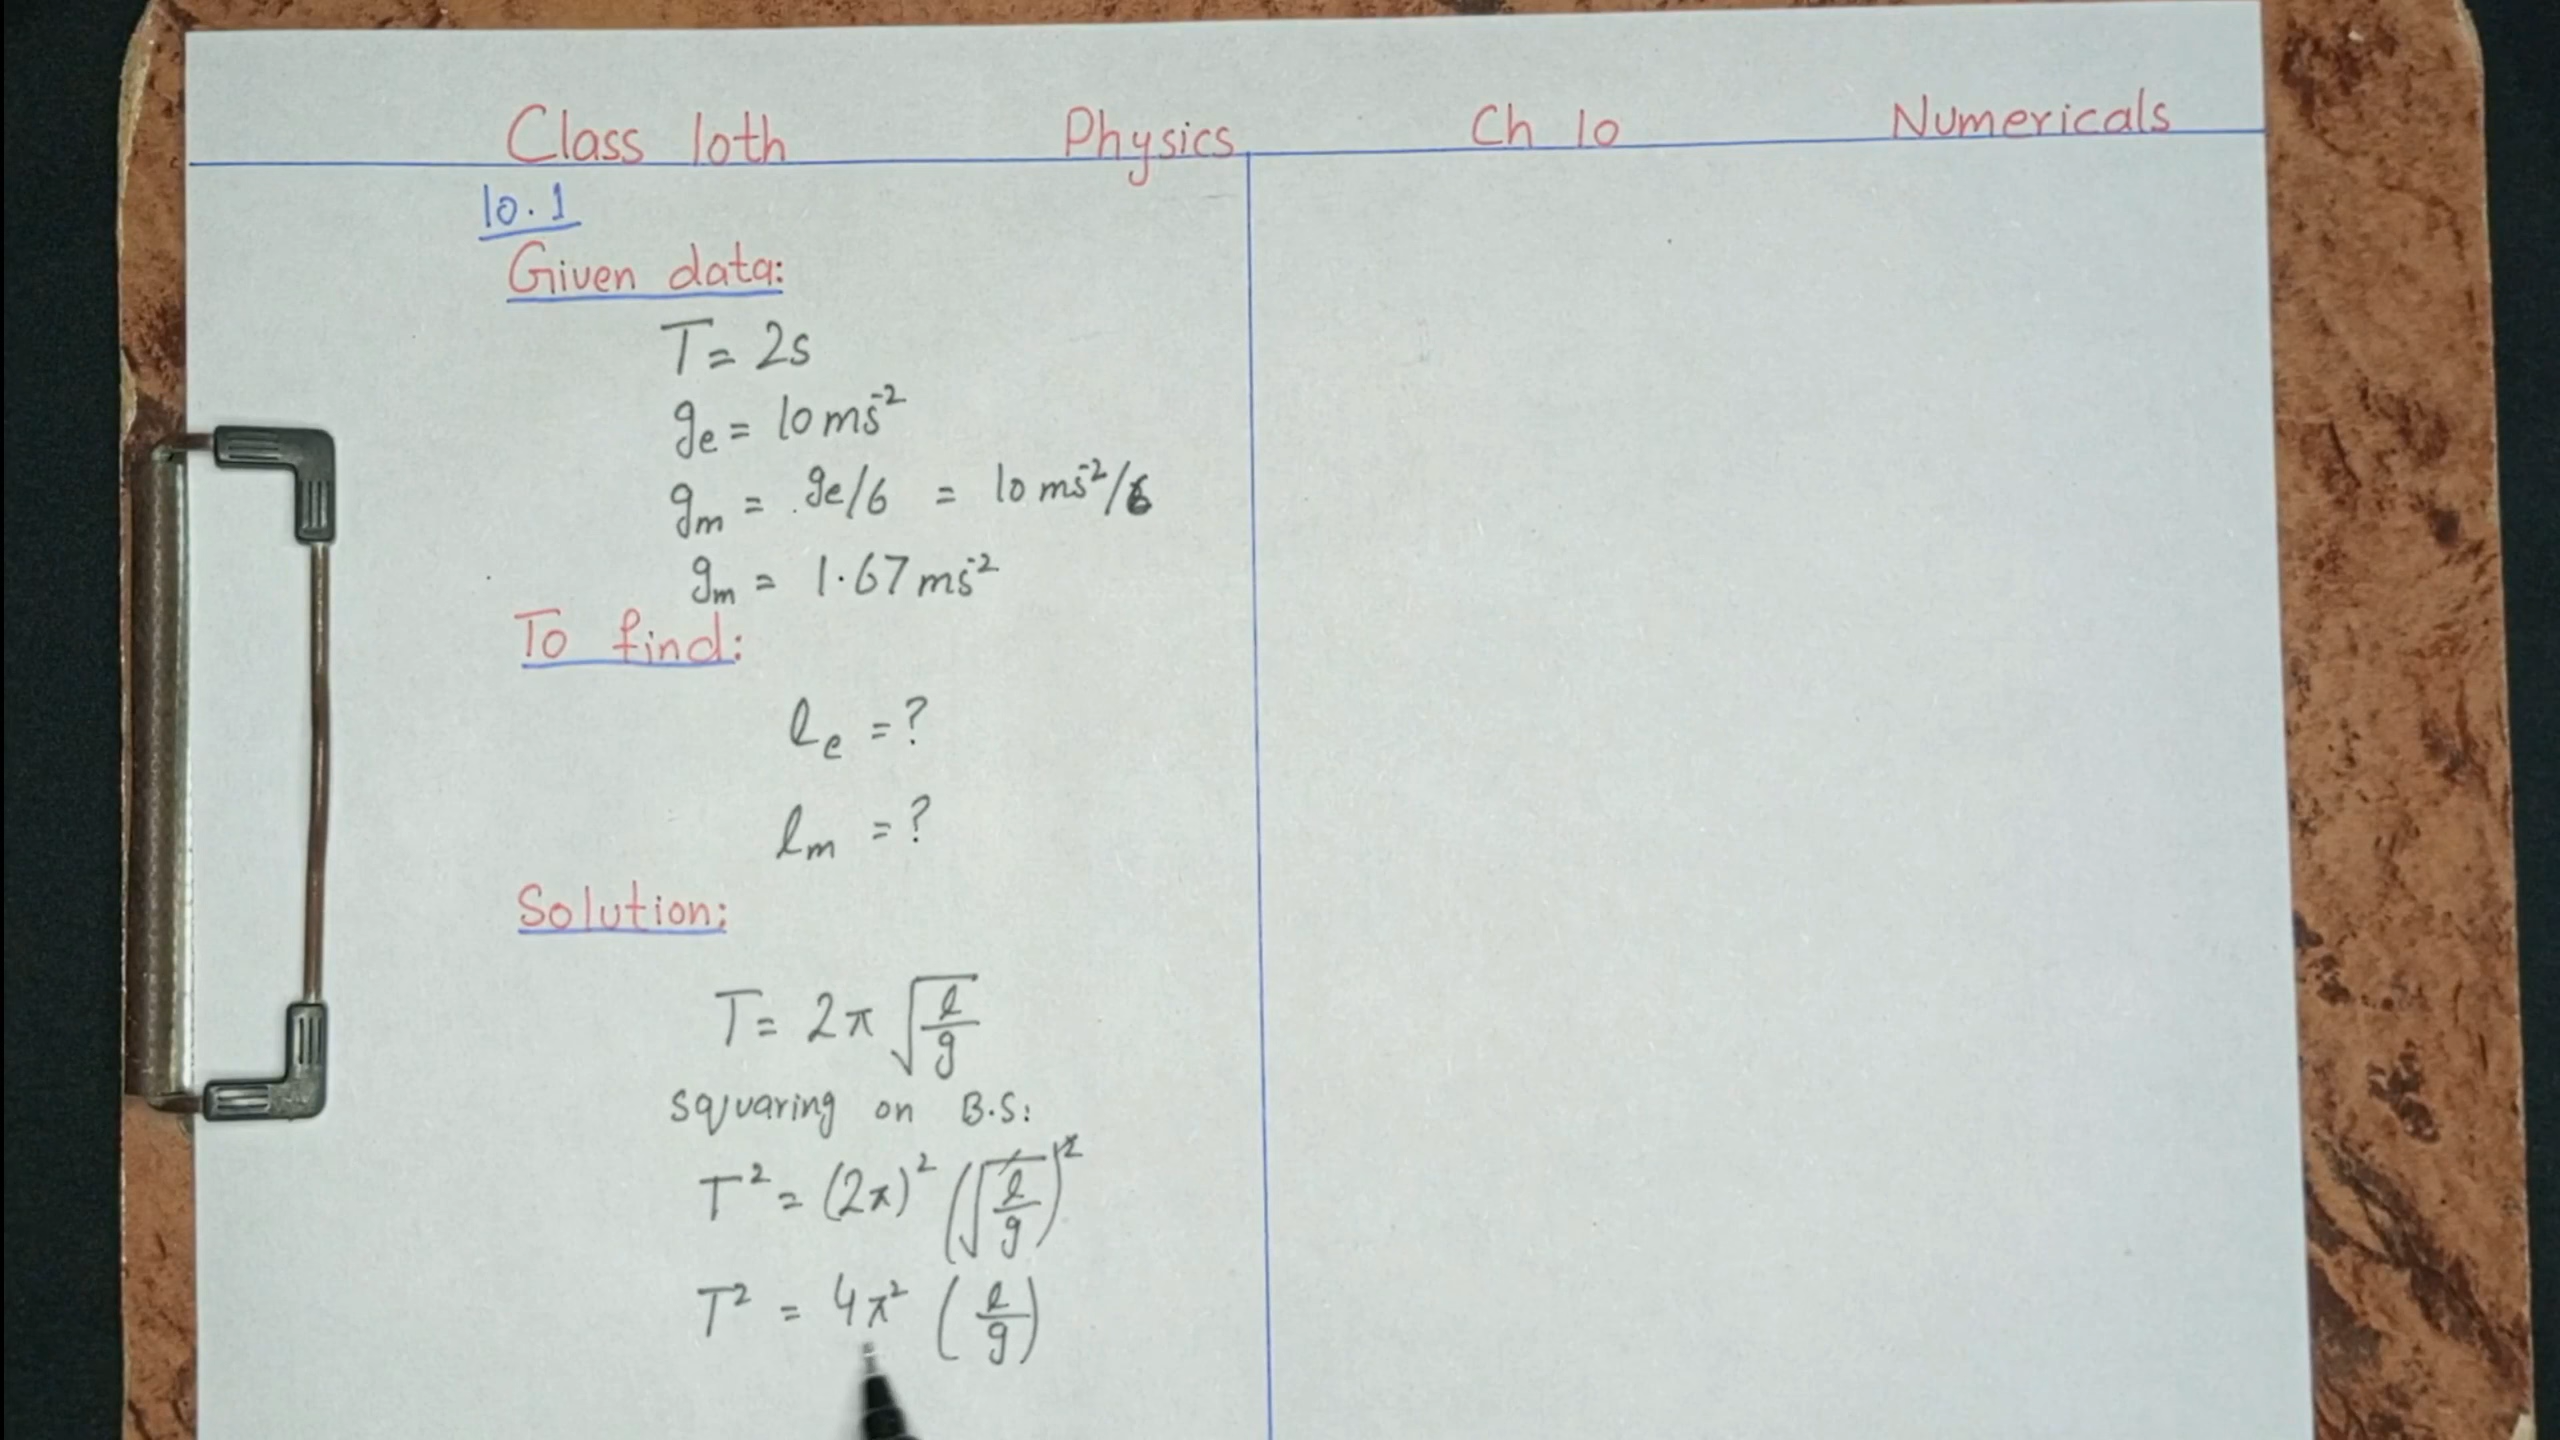 Class 10th Physics Ch 10 Numericals
10.1
Given data:
T = 2s
ge = 10 ms⁻²
gm = ge/6 = 10 ms⁻²/6
gm = 1.67 ms⁻²
To find:
le = ?
lm = ?
Solution:
T = 2π √(l/g)
squaring on B.S:
T² = (2π)² (√(l/g))²
T² = 4π² (l/g)